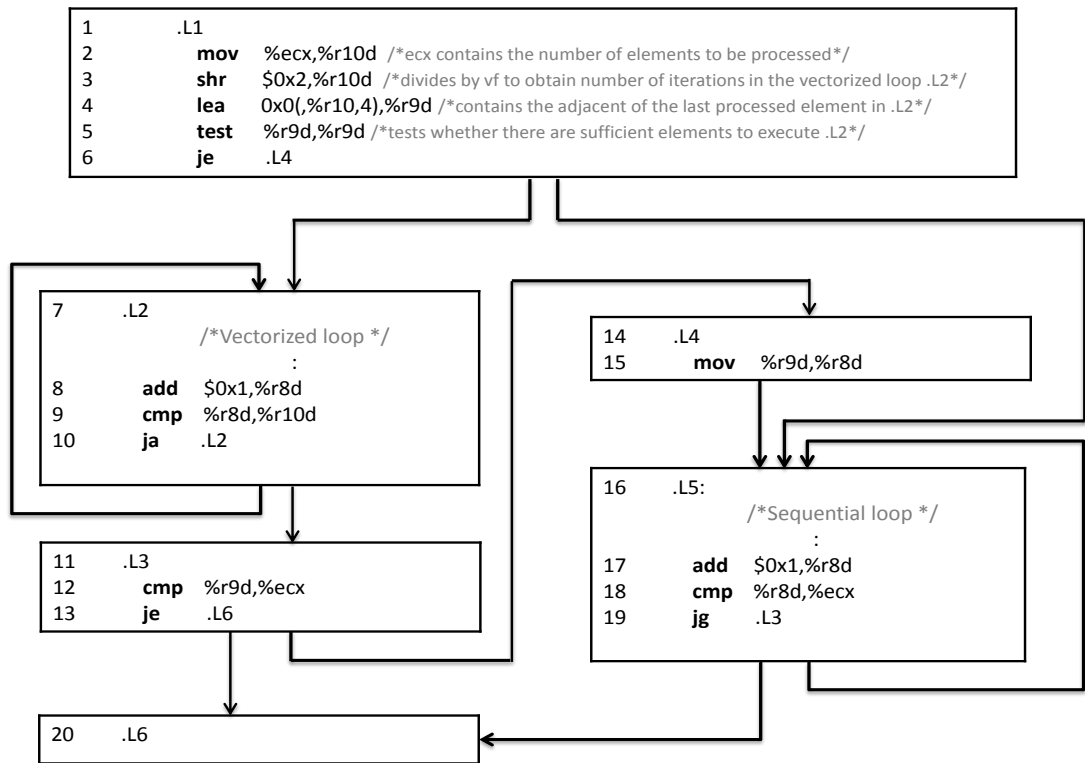 1 .L1
2 mov %ecx,%r10d /*ecx contains the number of elements to be processed*/
3 shr $0x2,%r10d /*divides by vf to obtain number of iterations in the vectorized loop .L2*/
4 lea 0x0(,%r10,4),%r9d /*contains the adjacent of the last processed element in .L2*/
5 test %r9d,%r9d /*tests whether there are sufficient elements to execute .L2*/
6 je .L4
7 .L2
/*Vectorized loop */
:
8 add $0x1,%r8d
9 cmp %r8d,%r10d
10 ja .L2
11 .L3
12 cmp %r9d,%ecx
13 je .L6
14 .L4
15 mov %r9d,%r8d
16 .L5:
/*Sequential loop */
:
17 add $0x1,%r8d
18 cmp %r8d,%ecx
19 jg .L3
20 .L6